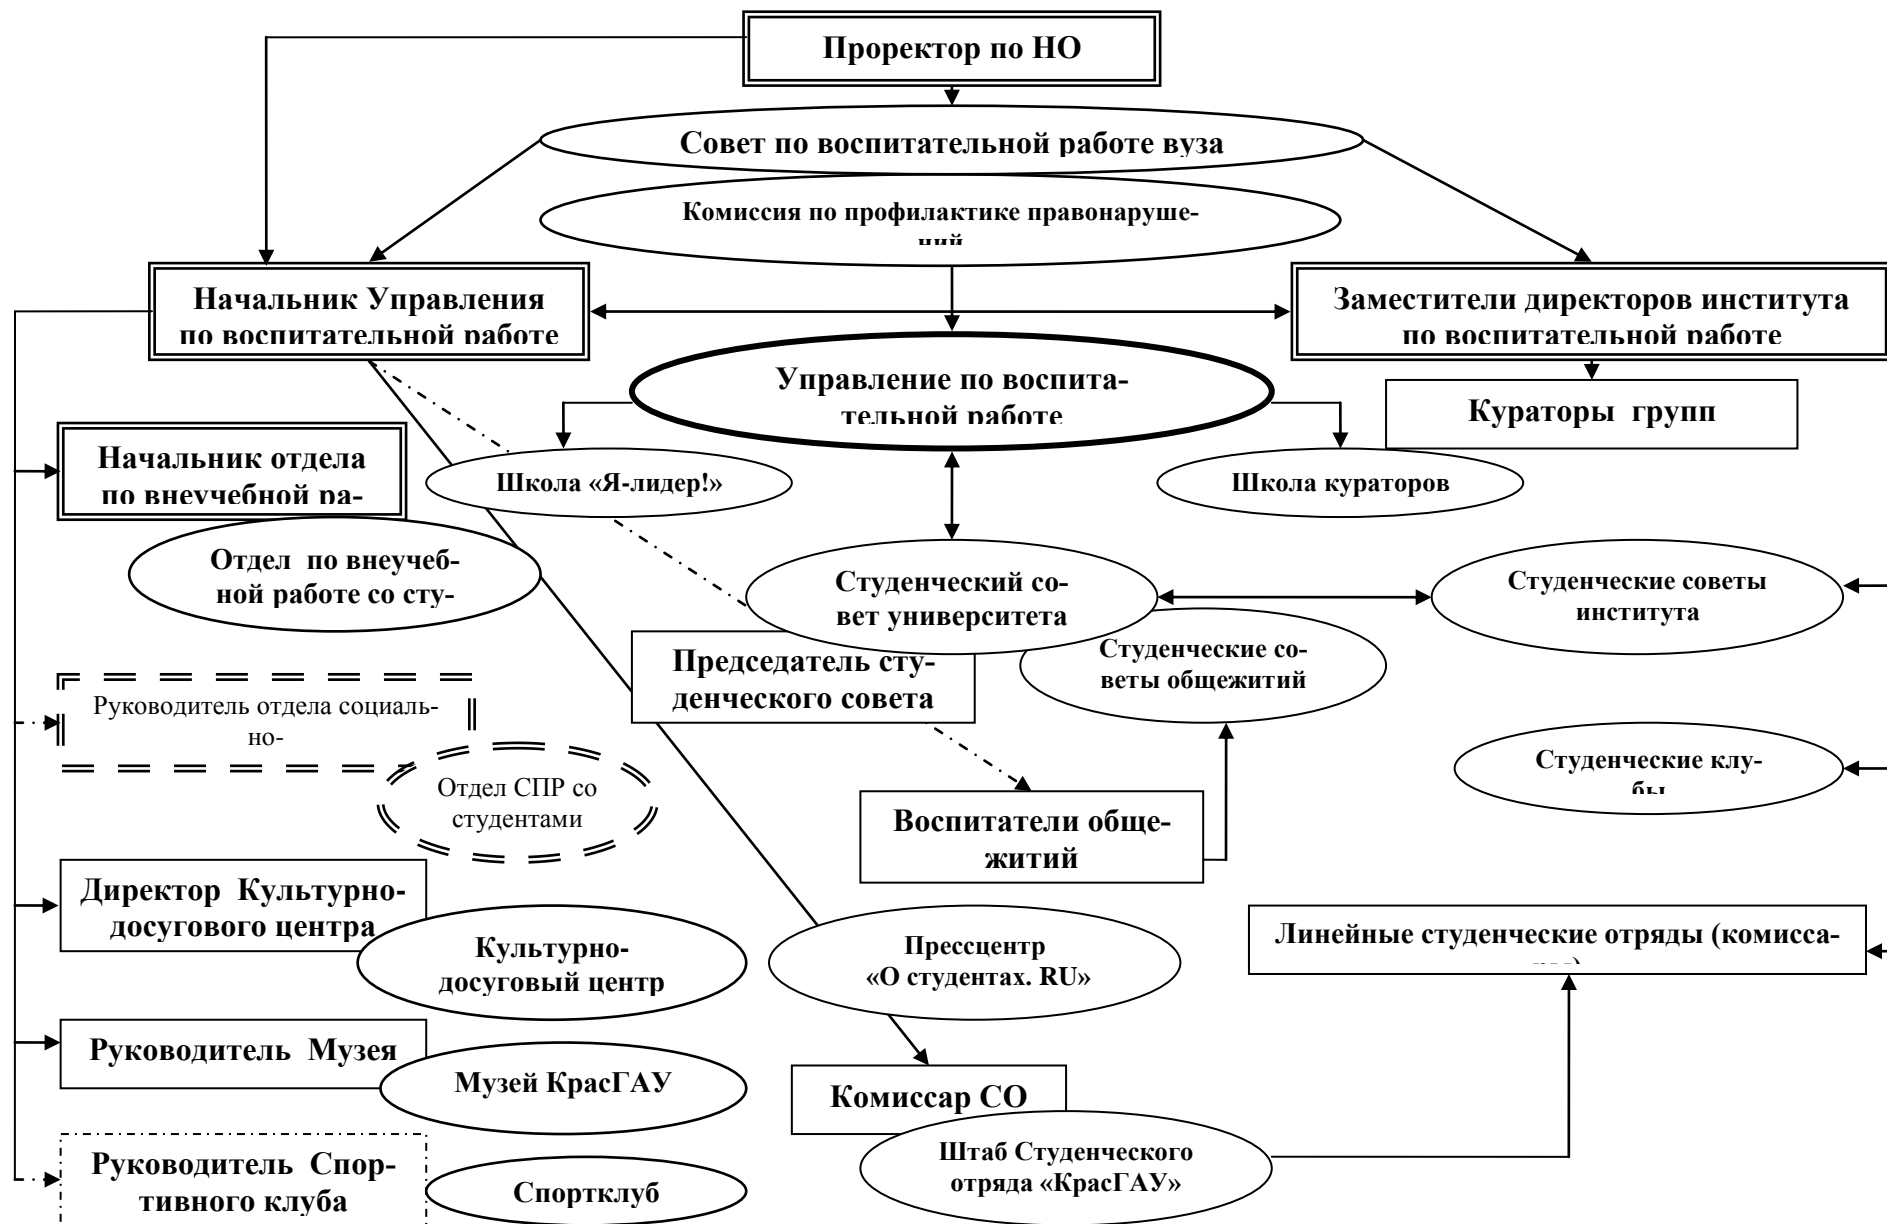 Проректор по НО
Совет по воспитательной работе вуза
Комиссия по профилактике правонаруше-
ний
Начальник Управления
по воспитательной работе
Заместители директоров института
по воспитательной работе
Управление по воспита-
тельной работе
Кураторы групп
Начальник отдела
по внеучебной ра-
Школа «Я-лидер!»
Школа кураторов
Отдел по внеучеб-
ной работе со сту-
Студенческий со-
вет университета
Студенческие советы
института
Председатель сту-
денческого совета
Студенческие со-
веты общежитий
Руководитель отдела социаль-
но-
Отдел СПР со
студентами
Студенческие клу-
бы
Воспитатели обще-
житий
Директор Культурно-
досугового центра
Культурно-
досуговый центр
Прессцентр
«О студентах. RU»
Линейные студенческие отряды (комисса-
ры)
Руководитель Музея
Музей КрасГАУ
Комиссар СО
Штаб Студенческого
отряда «КрасГАУ»
Руководитель Спор-
тивного клуба
Спортклуб